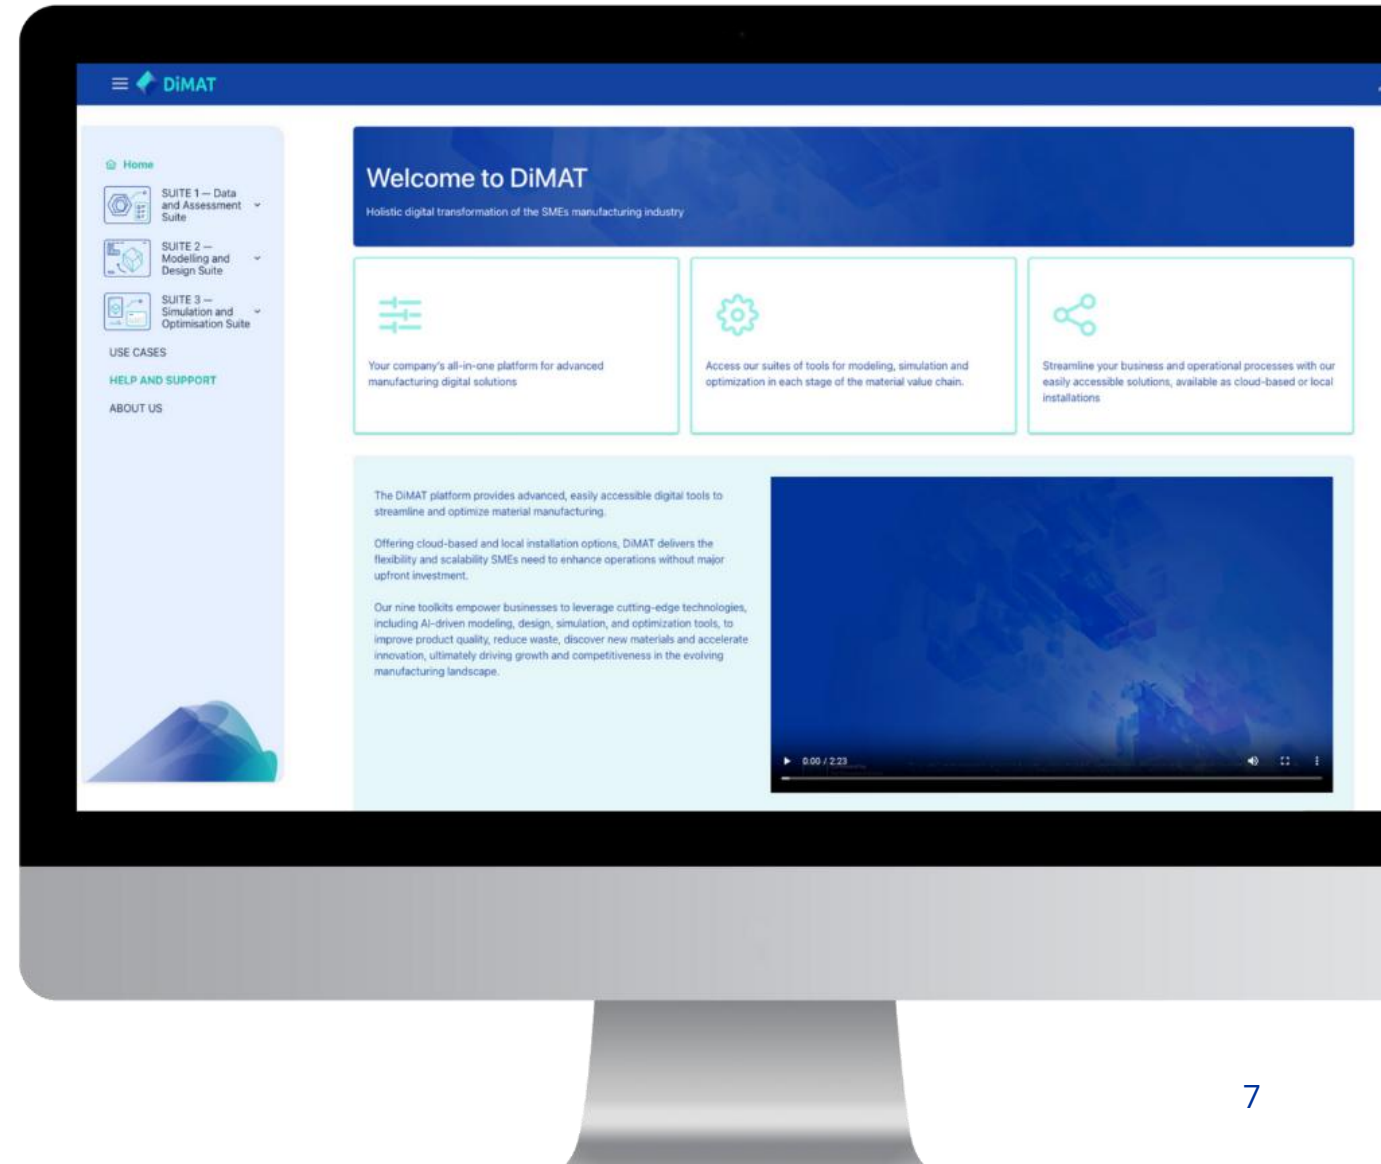 DiMAT
Home
SUITE 1 — Data
and Assessment
Suite
SUITE 2 —
Modelling and
Design Suite
SUITE 3 —
Simulation and
Optimisation Suite
USE CASES
HELP AND SUPPORT
ABOUT US
Welcome to DiMAT
Holistic digital transformation of the SMEs manufacturing industry
Your company's all-in-one platform for advanced
manufacturing digital solutions
Access our suites of tools for modeling, simulation and
optimization in each stage of the material value chain.
Streamline your business and operational processes with our
easily accessible solutions, available as cloud-based or local
installations
The DiMAT platform provides advanced, easily accessible digital tools to
streamline and optimize material manufacturing.
Offering cloud-based and local installation options, DiMAT delivers the
flexibility and scalability SMEs need to enhance operations without major
upfront investment.
Our nine toolkits empower businesses to leverage cutting-edge technologies,
including AI-driven modeling, design, simulation, and optimization tools, to
improve product quality, reduce waste, discover new materials and accelerate
innovation, ultimately driving growth and competitiveness in the evolving
manufacturing landscape.
0:00 / 2:23
7